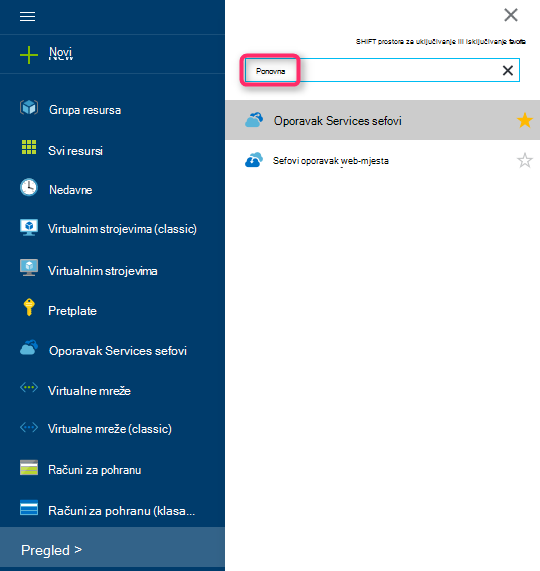 Novi
NEW
Grupa resursa
Svi resursi
Nedavne
Virtualnim strojevima (classic)
Virtualnim strojevima
Pretplate
Oporavak Services sefovi
Virtualne mreže
Virtualne mreže (classic)
Računi za pohranu
Računi za pohranu (klasa...
Pregled >
SHIFT prostora za uključivanje ili isključivanje favorita
Ponovna
Oporavak Services sefovi
Sefovi oporavak web-mjesta